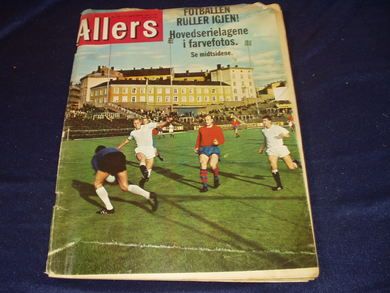 Allers
FOTBALLEN
RULLER IGJEN!
Hovedserielagene
i farvefotos.
Se midtsidene.